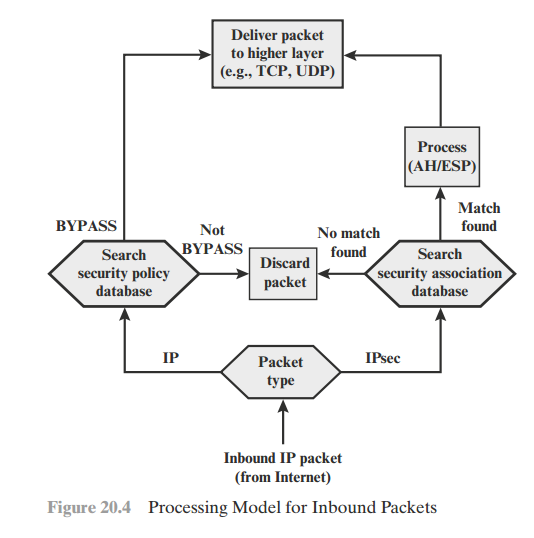 Deliver packet
to higher layer
(e.g., TCP, UDP)
Process
(AH/ESP)
BYPASS
Not
BYPASS
No match
found
Match
found
Search
security policy
database
Discard
packet
Search
security association
database
IP
Packet
type
IPsec
Inbound IP packet
(from Internet)
Figure 20.4 Processing Model for Inbound Packets